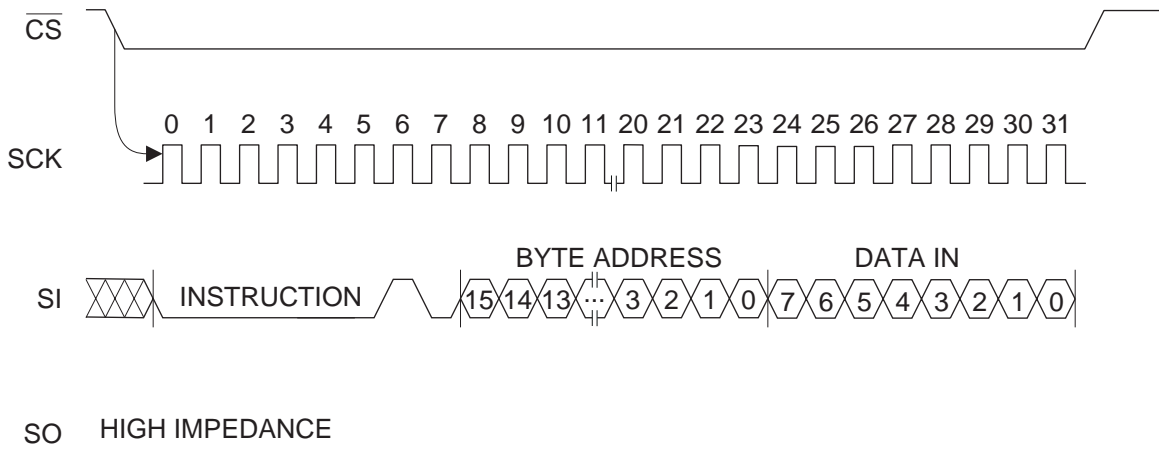 CS
0 1 2 3 4 5 6 7 8 9 10 11 20 21 22 23 24 25 26 27 28 29 30 31
SCK
BYTE ADDRESS DATA IN
SI INSTRUCTION 15 14 13 ... 3 2 1 0 7 6 5 4 3 2 1 0
SO HIGH IMPEDANCE